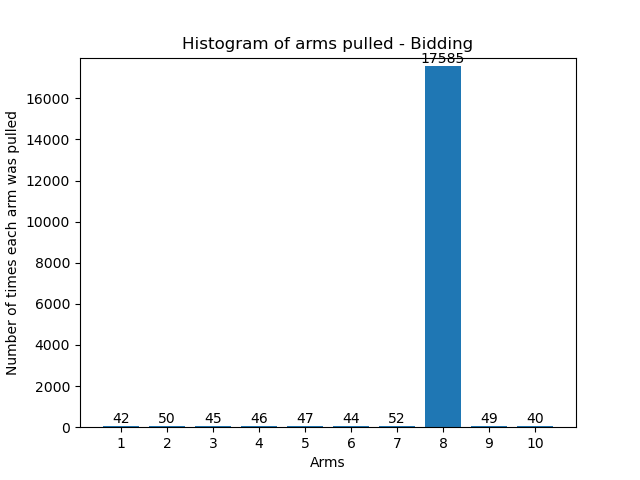 Histogram of arms pulled - Bidding
17585
16000
14000
12000
10000
8000
6000
4000
2000
0
Number of times each arm was pulled
42 50 45 46 47 44 52 49 40
1 2 3 4 5 6 7 8 9 10
Arms